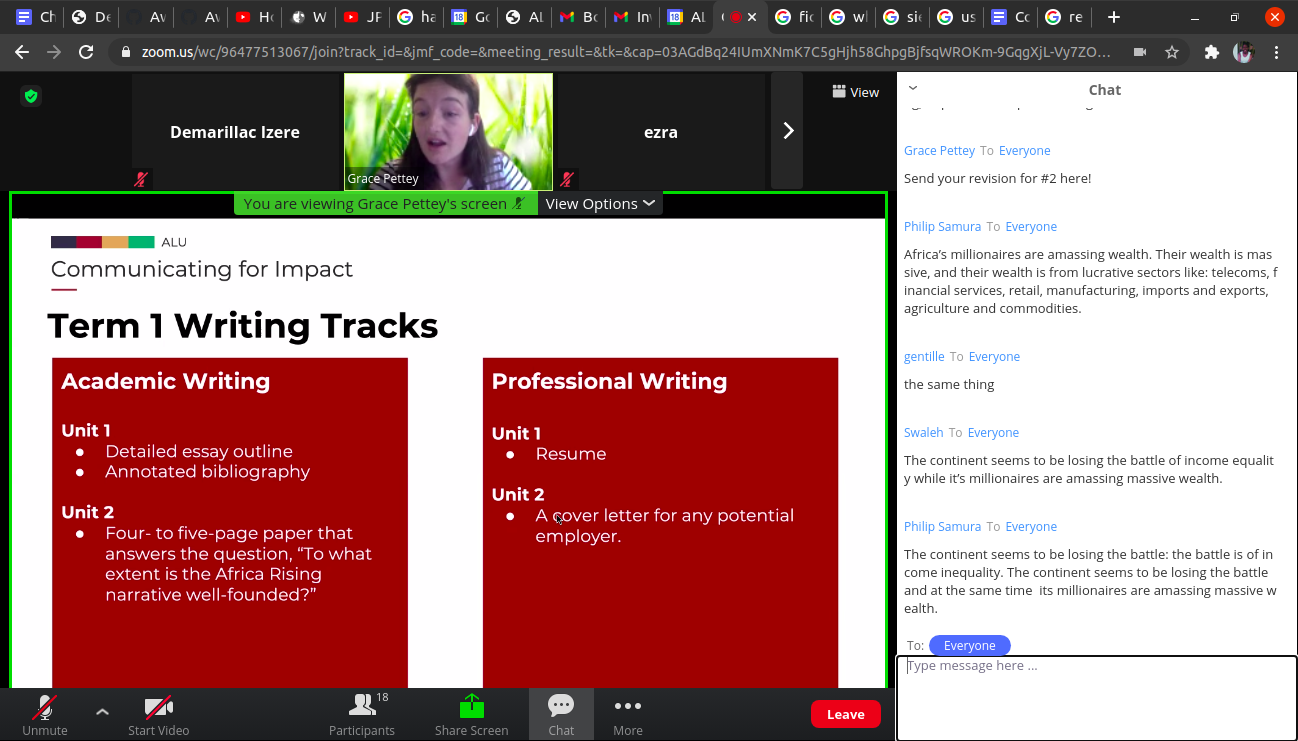 Ch
De
Av
Av
Ho
W
JF
ha
Go
AL
Bo
In
AL
fic
wl
sie
us
Co
re
zoom.us/wc/96477513067/join?track_id=&jmf_code=&meeting_result=&tk=&cap=03AGdBq24IUmXNmK7C5gHjh58GhpgBjfsqWROKm-9GqgXjL-Vy7ZO...
Demarillac Izere
Grace Pettey
ezra
View
You are viewing Grace Pettey's screen
View Options
ALU
Communicating for Impact
Term 1 Writing Tracks
Academic Writing
Unit 1
● Detailed essay outline
● Annotated bibliography
Unit 2
● Four- to five-page paper that
answers the question, “To what
extent is the Africa Rising
narrative well-founded?”
Professional Writing
Unit 1
● Resume
Unit 2
● A cover letter for any potential
employer.
Chat
Grace Pettey To Everyone
Send your revision for #2 here!
Philip Samura To Everyone
Africa’s millionaires are amassing wealth. Their wealth is mas
sive, and their wealth is from lucrative sectors like: telecoms, f
inancial services, retail, manufacturing, imports and exports,
agriculture and commodities.
gentille To Everyone
the same thing
Swaleh To Everyone
The continent seems to be losing the battle of income equalit
y while it’s millionaires are amassing massive wealth.
Philip Samura To Everyone
The continent seems to be losing the battle: the battle is of in
come inequality. The continent seems to be losing the battle
and at the same time its millionaires are amassing massive w
ealth.
To: Everyone
Type message here ...
Unmute
Start Video
Participants
18
Share Screen
Chat
More
Leave